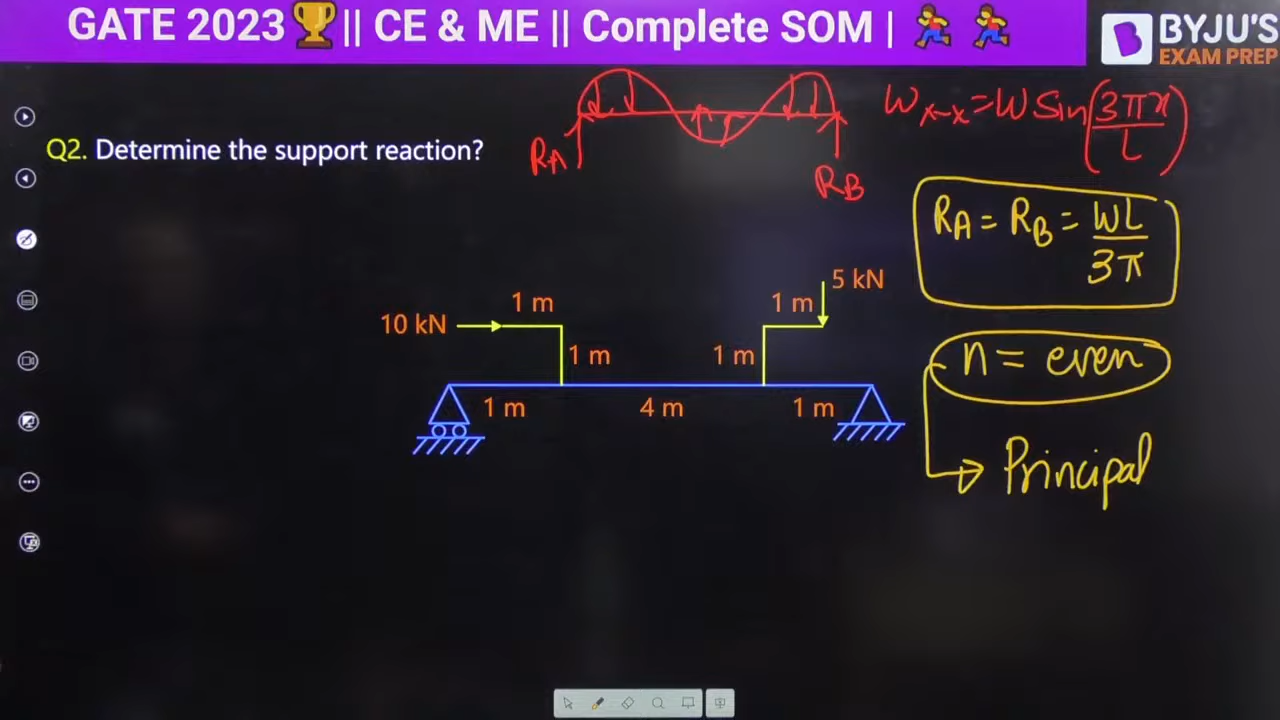 GATE 2023🏆|| CE & ME || Complete SOM | 🏃 🏃
BYJU'S
EXAM PREP
W x-x = W Sin(3πx/L)
Q2. Determine the support reaction?
RA
RB
RA = RB = WL/3π
5 kN
1 m
1 m
10 kN
1 m
1 m
n = even
1 m
4 m
1 m
Principal